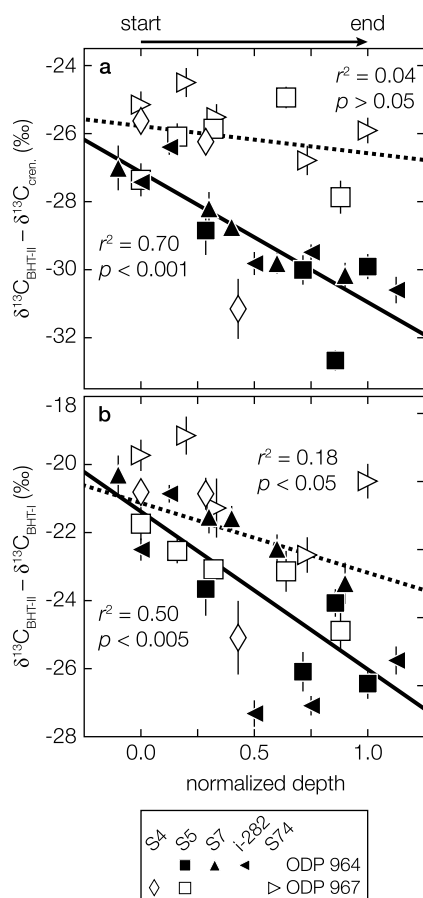 start end
a
-24
-26
-28
-30
-32
δ¹³C_BHT-II − δ¹³C_cren. (‰)
r² = 0.04
p > 0.05
r² = 0.70
p < 0.001
b
-18
-20
-22
-24
-26
-28
δ¹³C_BHT-II − δ¹³C_BHT-I (‰)
r² = 0.18
p < 0.05
r² = 0.50
p < 0.005
0.0 0.5 1.0
normalized depth
S4 S5 S7 i-282 S74
ODP 964
ODP 967